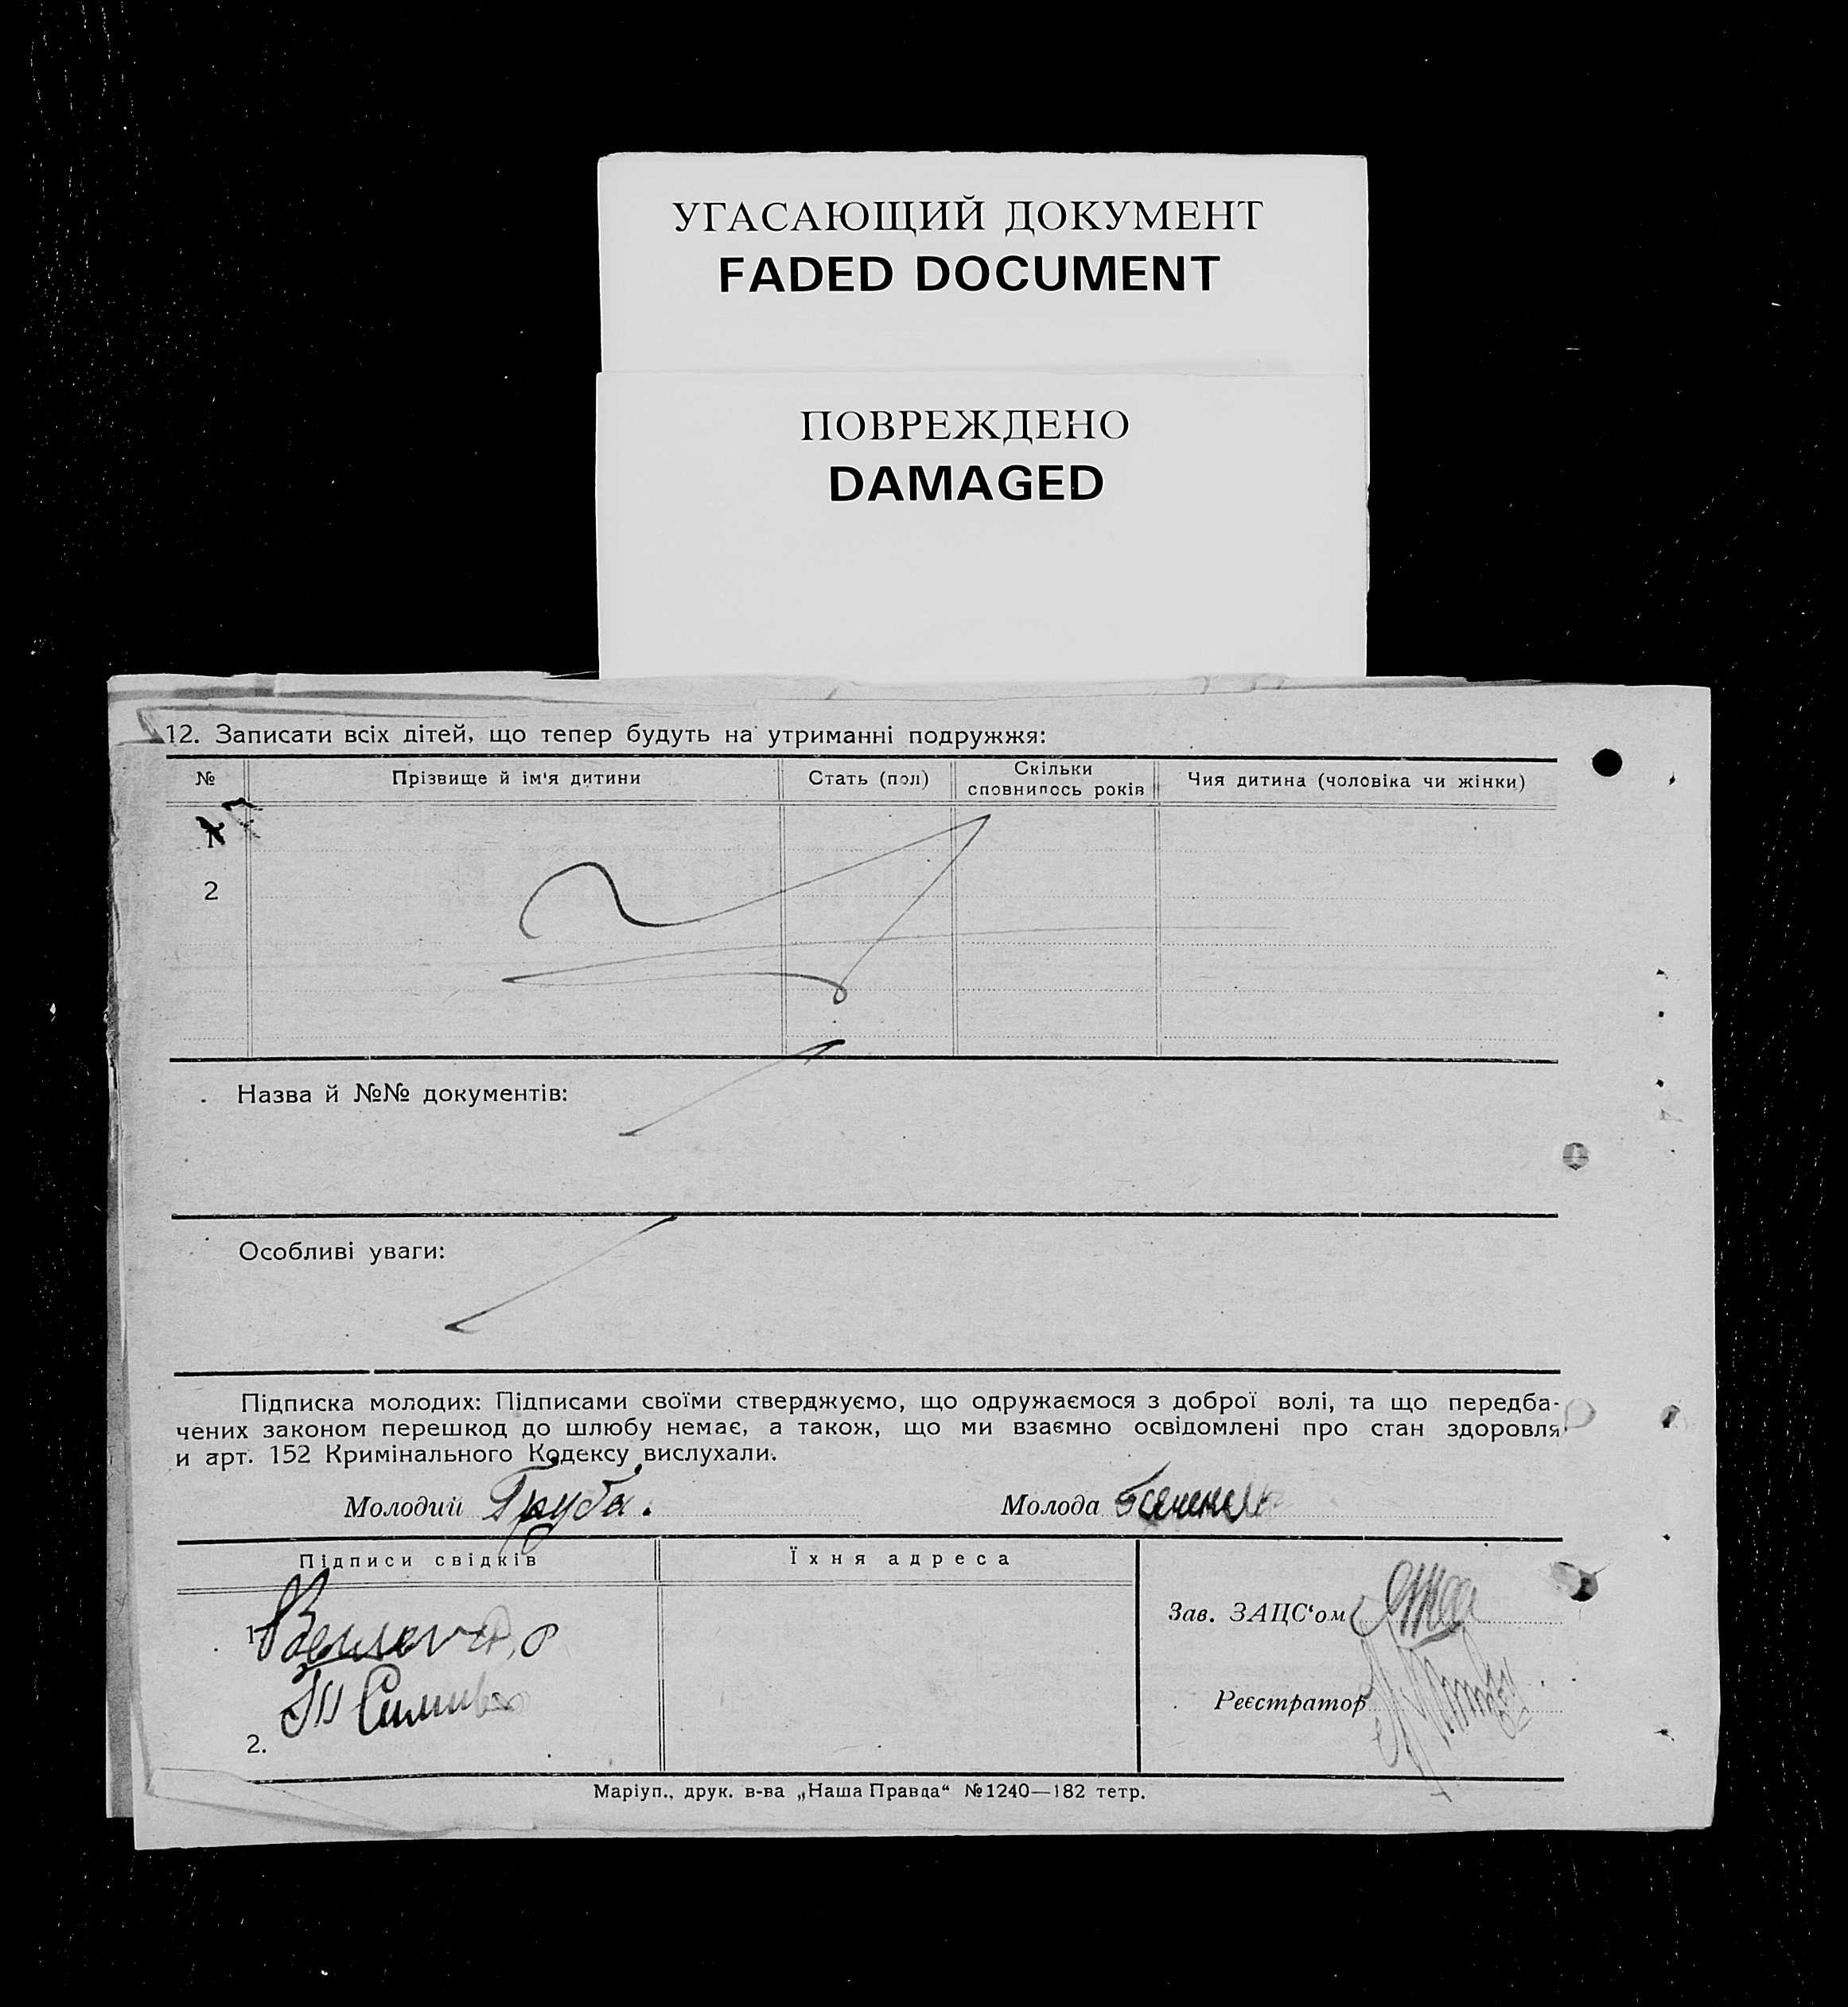 УГАСАЮЩИЙ ДОКУМЕНТ
FADED DOCUMENT
ПОВРЕЖДЕНО
DAMAGED
12. Записати всіх дітей, що тепер будуть на утриманні подружжя:
№ Прізвище й ім'я дитини Стать (пол) Скільки сповнилось років Чия дитина (чоловіка чи жінки)
1
2
Назва й №№ документів:
Особливі уваги:
Підписка молодих: Підписами своїми стверджуємо, що одружаємося з доброї волі, та що передба-
чених законом перешкод до шлюбу немає, а також, що ми взаємно освідомлені про стан здоровля
и арт. 152 Кримінального Кодексу вислухали.
Молодий Груба. Молода
Підписи свідків Їхня адреса
1
Зав. ЗАЦС‘ом
2.
Реєстратор
Маріуп., друк. в-ва „Наша Правда“ №1240—182 тетр.